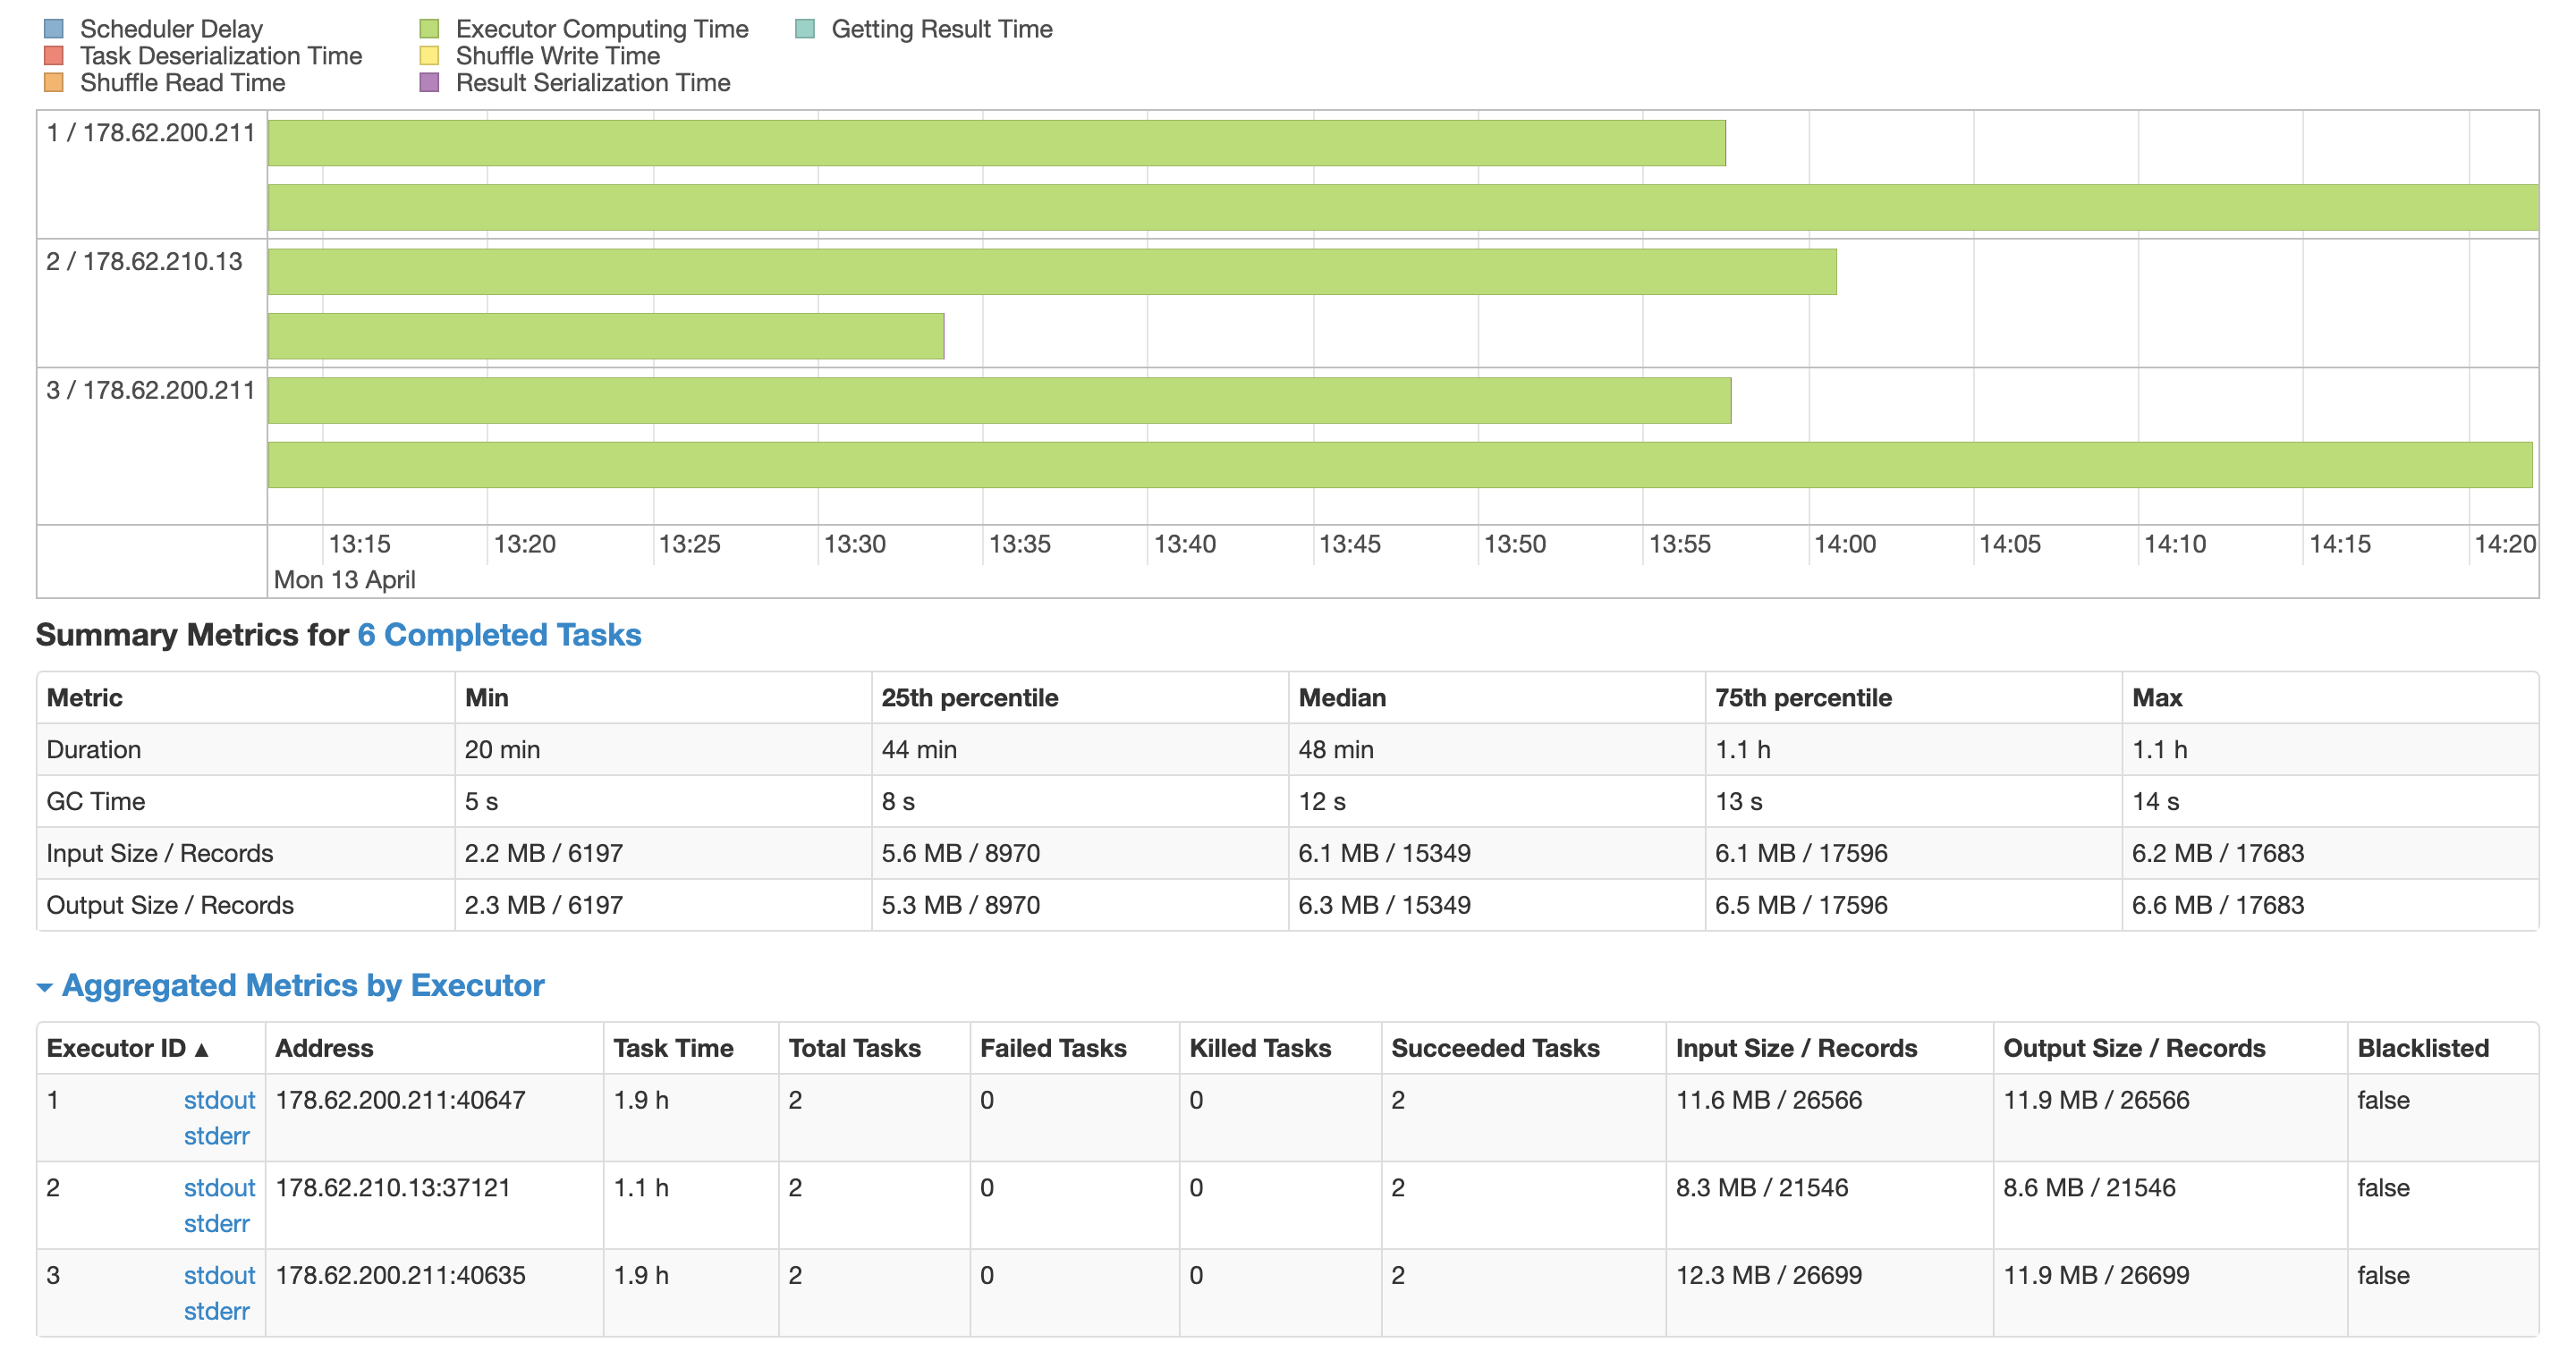 Scheduler Delay Executor Computing Time Getting Result Time
Task Deserialization Time Shuffle Write Time
Shuffle Read Time Result Serialization Time
1 / 178.62.200.211
2 / 178.62.210.13
3 / 178.62.200.211
13:15 13:20 13:25 13:30 13:35 13:40 13:45 13:50 13:55 14:00 14:05 14:10 14:15 14:20
Mon 13 April
Summary Metrics for 6 Completed Tasks
Metric Min 25th percentile Median 75th percentile Max
Duration 20 min 44 min 48 min 1.1 h 1.1 h
GC Time 5 s 8 s 12 s 13 s 14 s
Input Size / Records 2.2 MB / 6197 5.6 MB / 8970 6.1 MB / 15349 6.1 MB / 17596 6.2 MB / 17683
Output Size / Records 2.3 MB / 6197 5.3 MB / 8970 6.3 MB / 15349 6.5 MB / 17596 6.6 MB / 17683
Aggregated Metrics by Executor
Executor ID ▲ Address Task Time Total Tasks Failed Tasks Killed Tasks Succeeded Tasks Input Size / Records Output Size / Records Blacklisted
1 stdout 178.62.200.211:40647 1.9 h 2 0 0 2 11.6 MB / 26566 11.9 MB / 26566 false
stderr
2 stdout 178.62.210.13:37121 1.1 h 2 0 0 2 8.3 MB / 21546 8.6 MB / 21546 false
stderr
3 stdout 178.62.200.211:40635 1.9 h 2 0 0 2 12.3 MB / 26699 11.9 MB / 26699 false
stderr